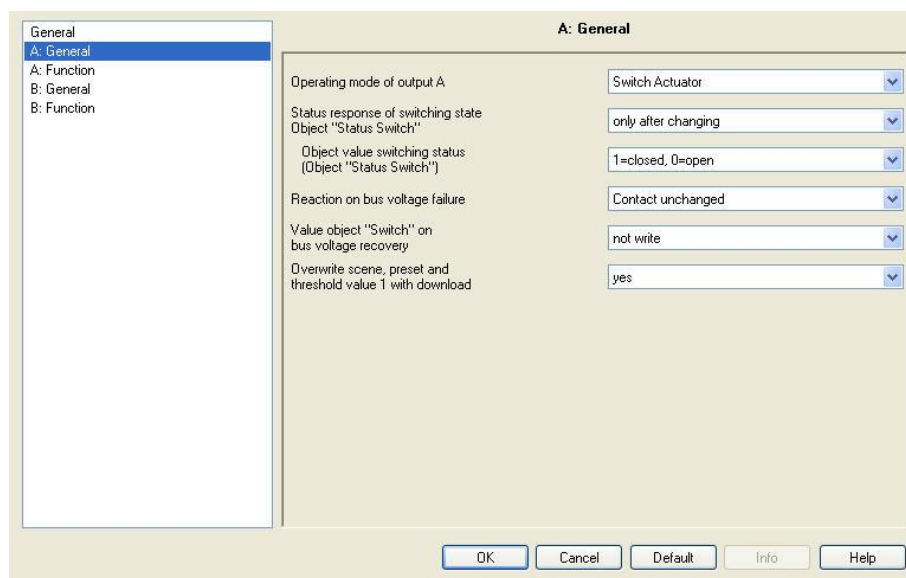 General
A: General
A: Function
B: General
B: Function
A: General
Operating mode of output A
Switch Actuator
Status response of switching state
Object "Status Switch"
only after changing
Object value switching status
(Object "Status Switch")
1=closed, 0=open
Reaction on bus voltage failure
Contact unchanged
Value object "Switch" on
bus voltage recovery
not write
Overwrite scene, preset and
threshold value 1 with download
yes
OK
Cancel
Default
Info
Help